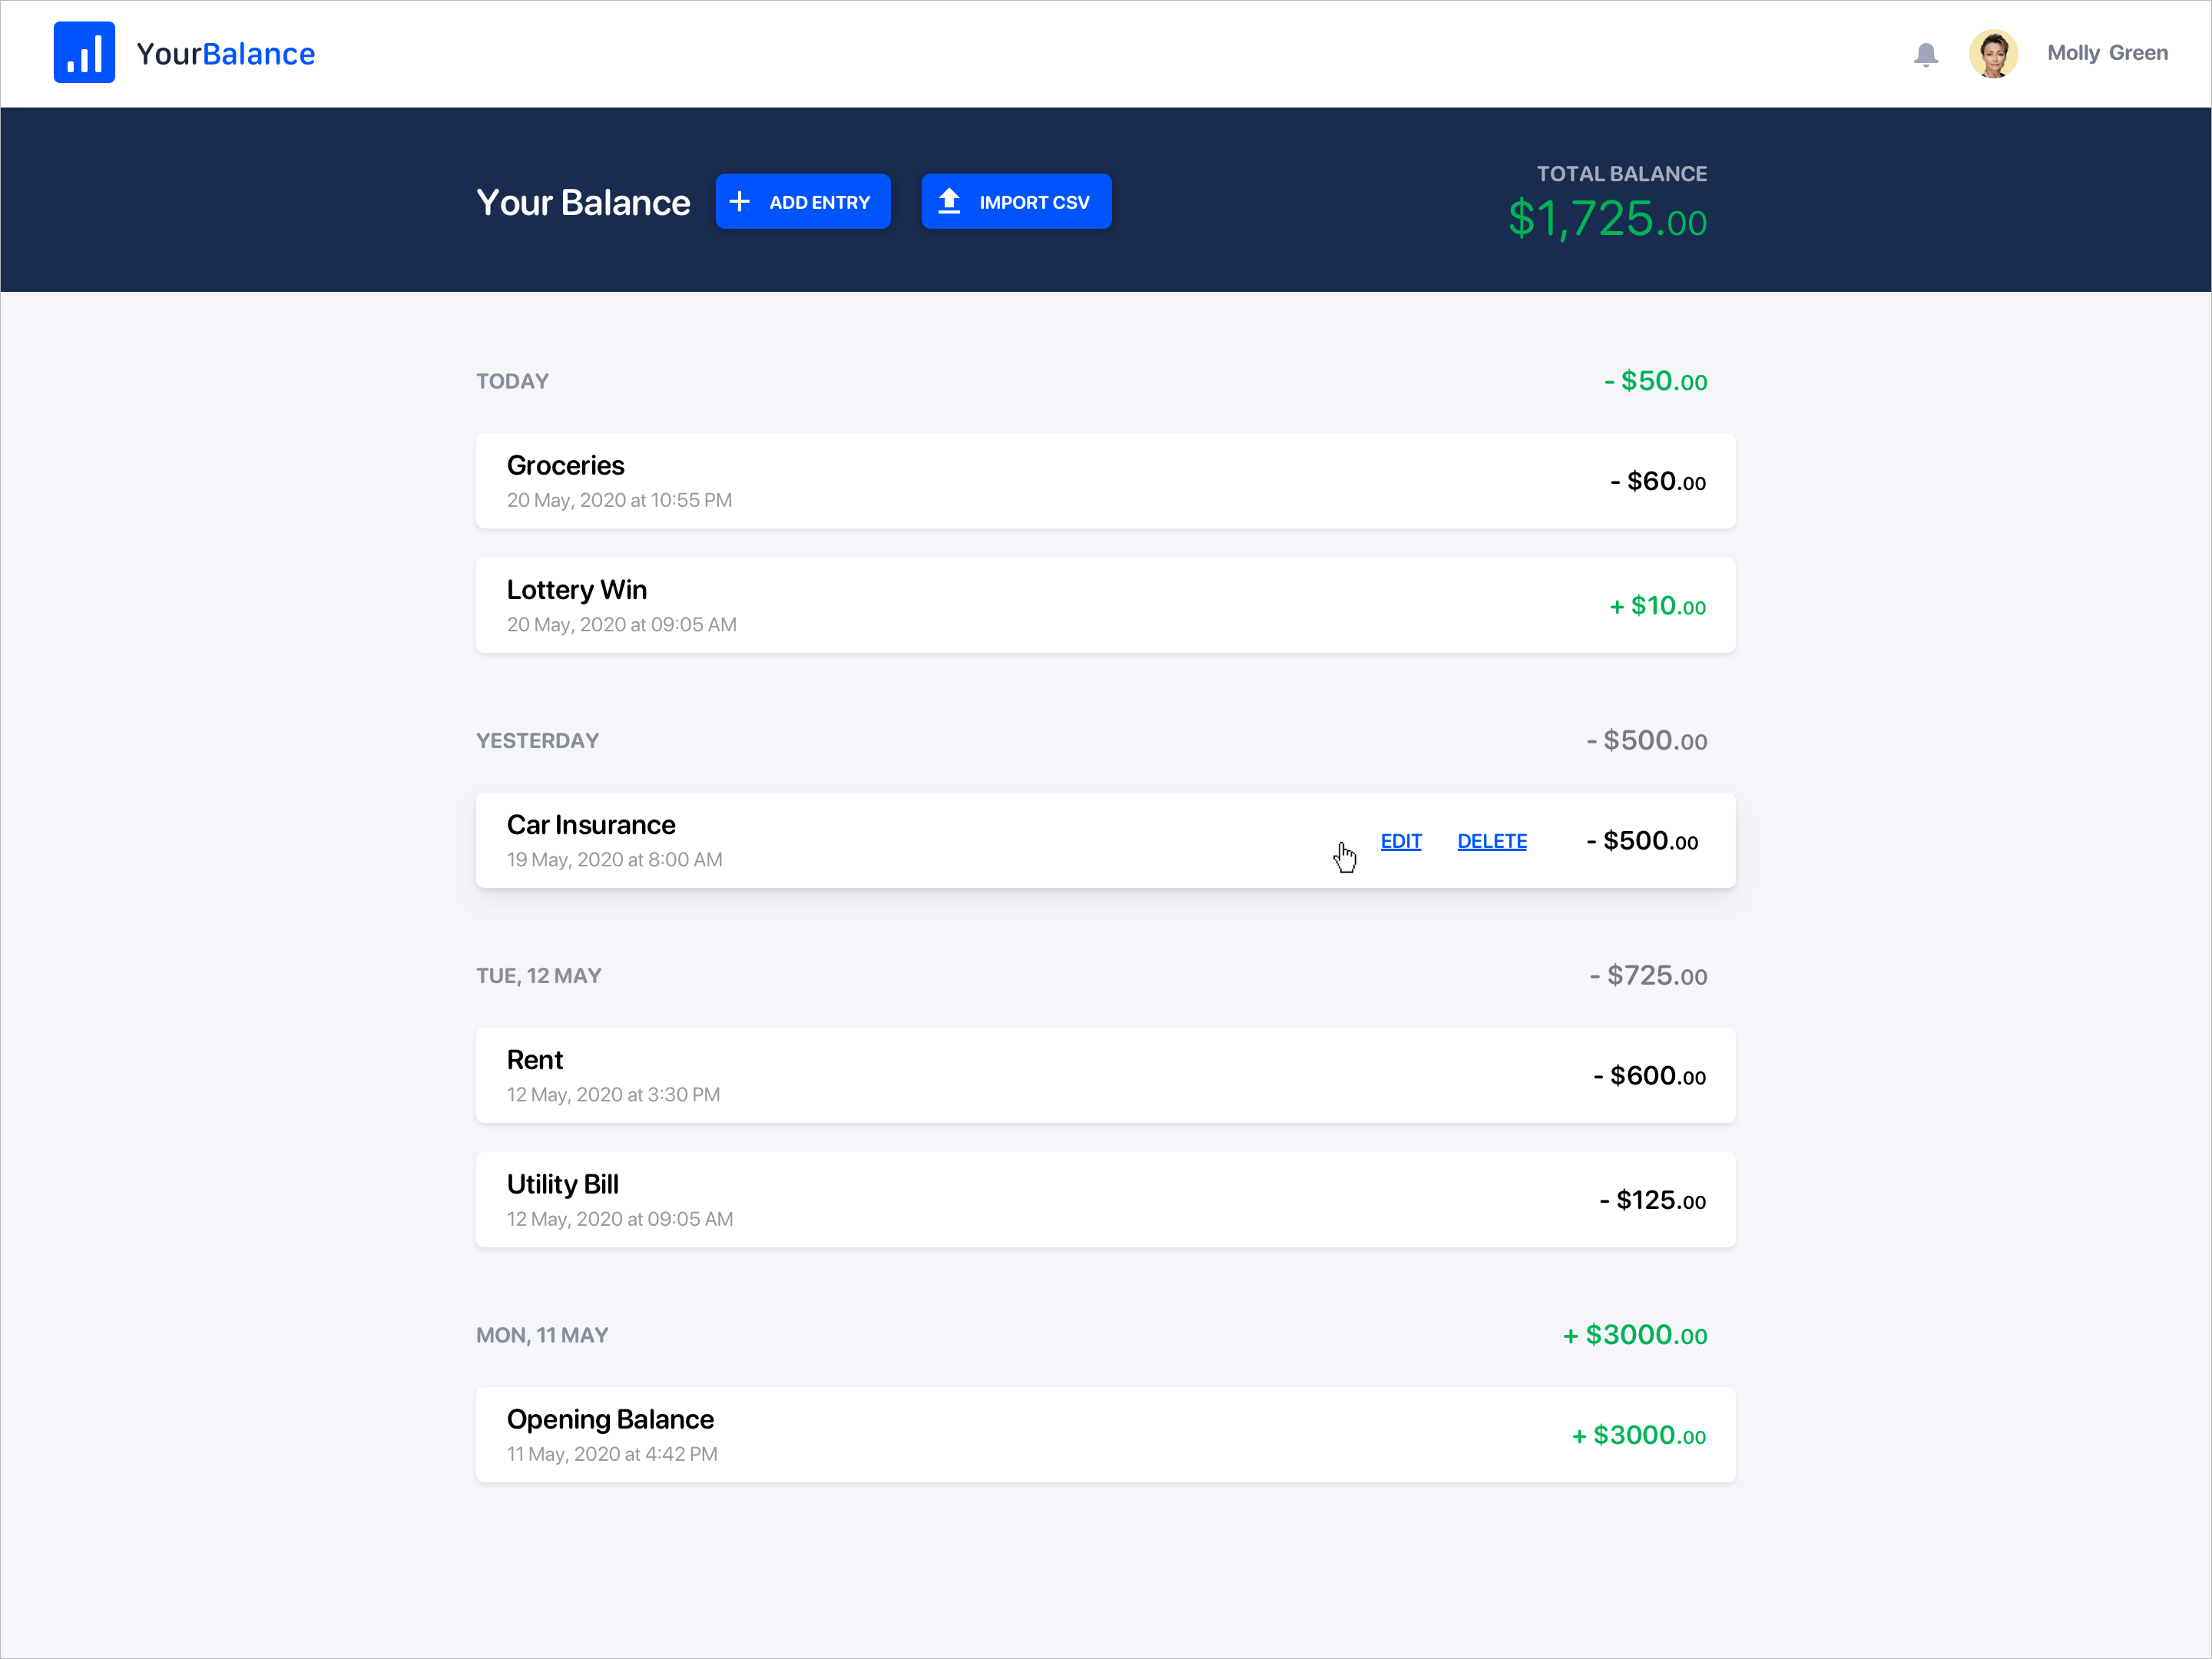 YourBalance
Molly Green
Your Balance
ADD ENTRY
IMPORT CSV
TOTAL BALANCE
$1,725.00
TODAY
- $50.00
Groceries
20 May, 2020 at 10:55 PM
- $60.00
Lottery Win
20 May, 2020 at 09:05 AM
+ $10.00
YESTERDAY
- $500.00
Car Insurance
19 May, 2020 at 8:00 AM
EDIT
DELETE
- $500.00
TUE, 12 MAY
- $725.00
Rent
12 May, 2020 at 3:30 PM
- $600.00
Utility Bill
12 May, 2020 at 09:05 AM
- $125.00
MON, 11 MAY
+ $3000.00
Opening Balance
11 May, 2020 at 4:42 PM
+ $3000.00